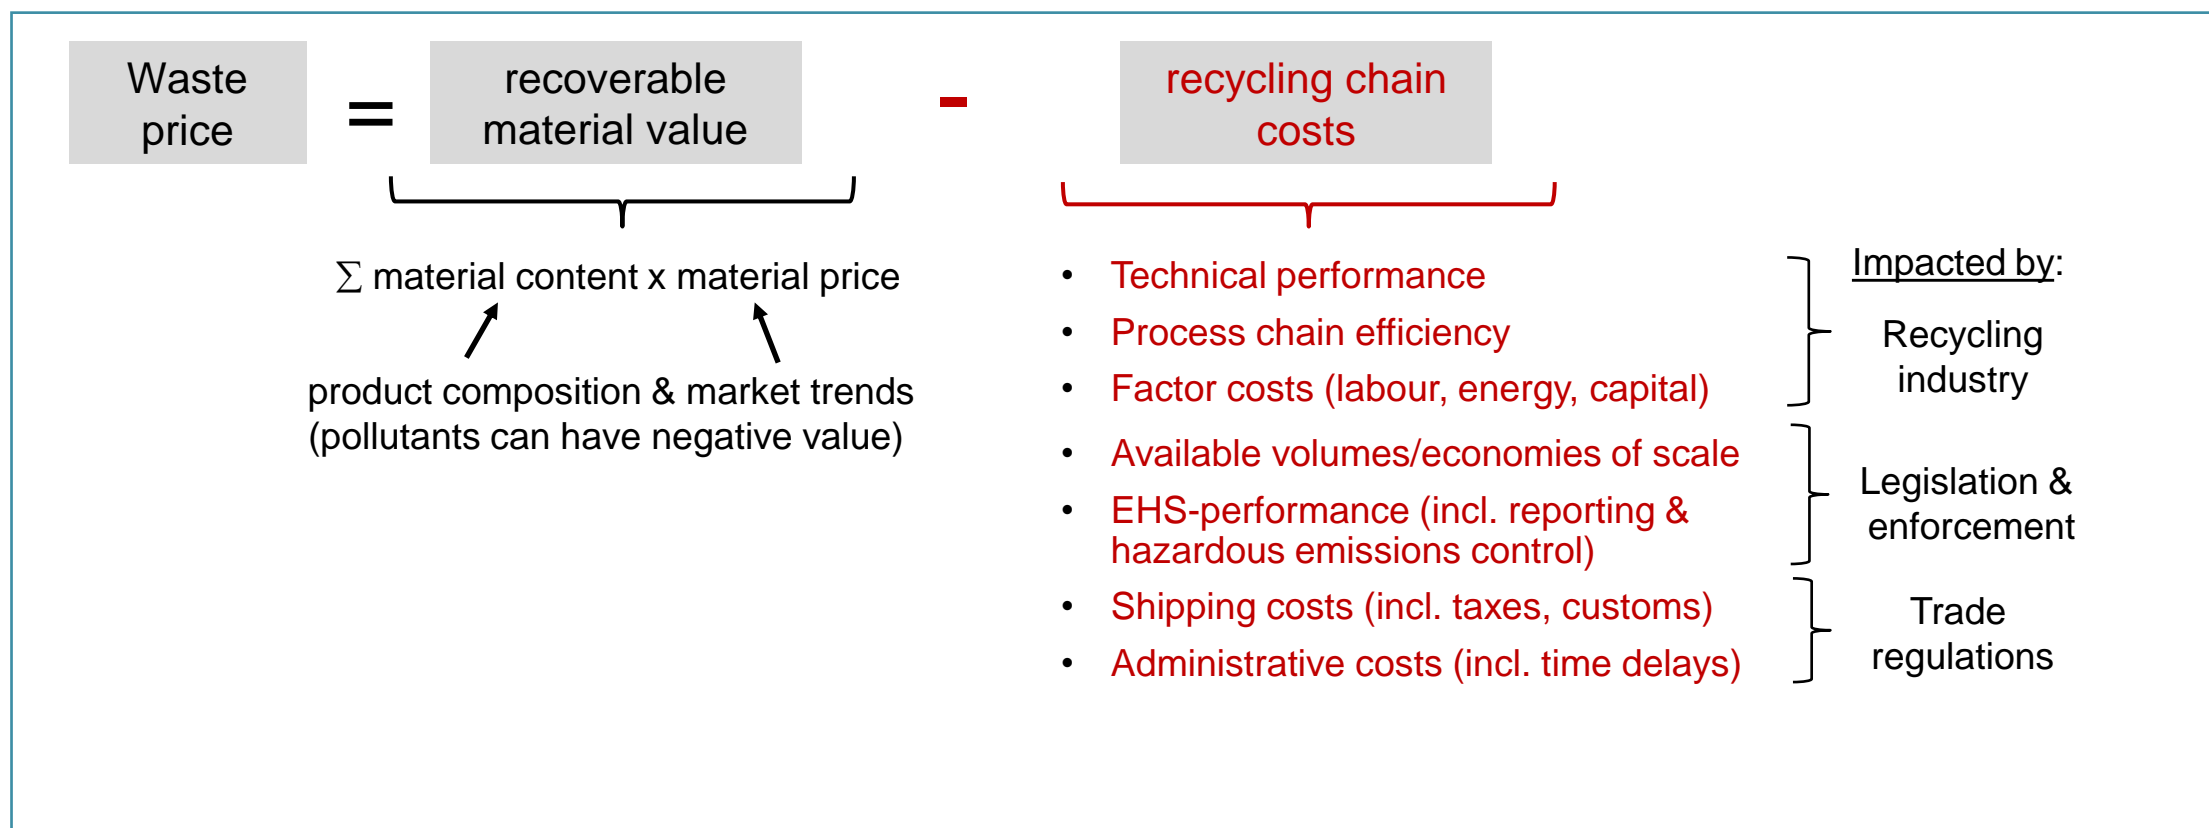 Waste
price
=
recoverable
material value
-
recycling chain
costs
∑ material content x material price
product composition & market trends
(pollutants can have negative value)
• Technical performance
• Process chain efficiency
• Factor costs (labour, energy, capital)
• Available volumes/economies of scale
• EHS-performance (incl. reporting &
hazardous emissions control)
• Shipping costs (incl. taxes, customs)
• Administrative costs (incl. time delays)
Impacted by:
Recycling
industry
Legislation &
enforcement
Trade
regulations